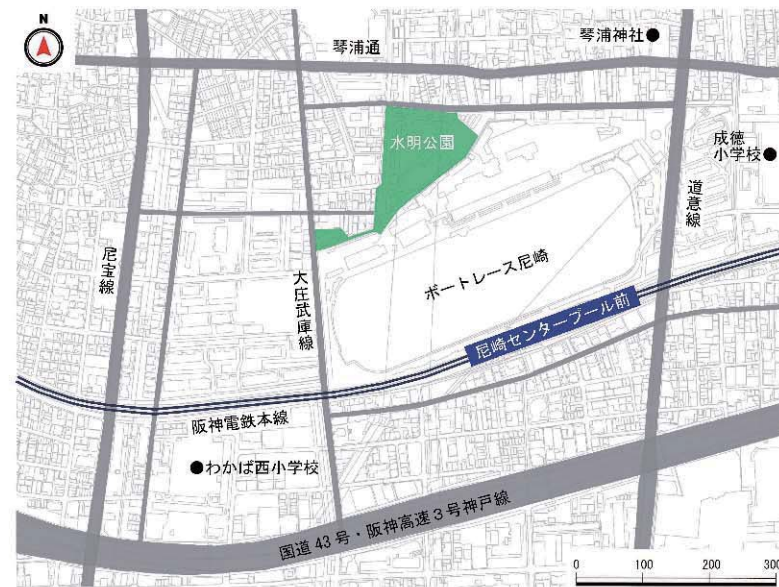 N
琴浦通
琴浦神社
水明公園
成徳
小学校
道意線
尼宝線
大庄武庫線
ボートレース尼崎
尼崎センタープール前
阪神電鉄本線
わかば西小学校
国道43号・阪神高速3号神戸線
0 100 200 300